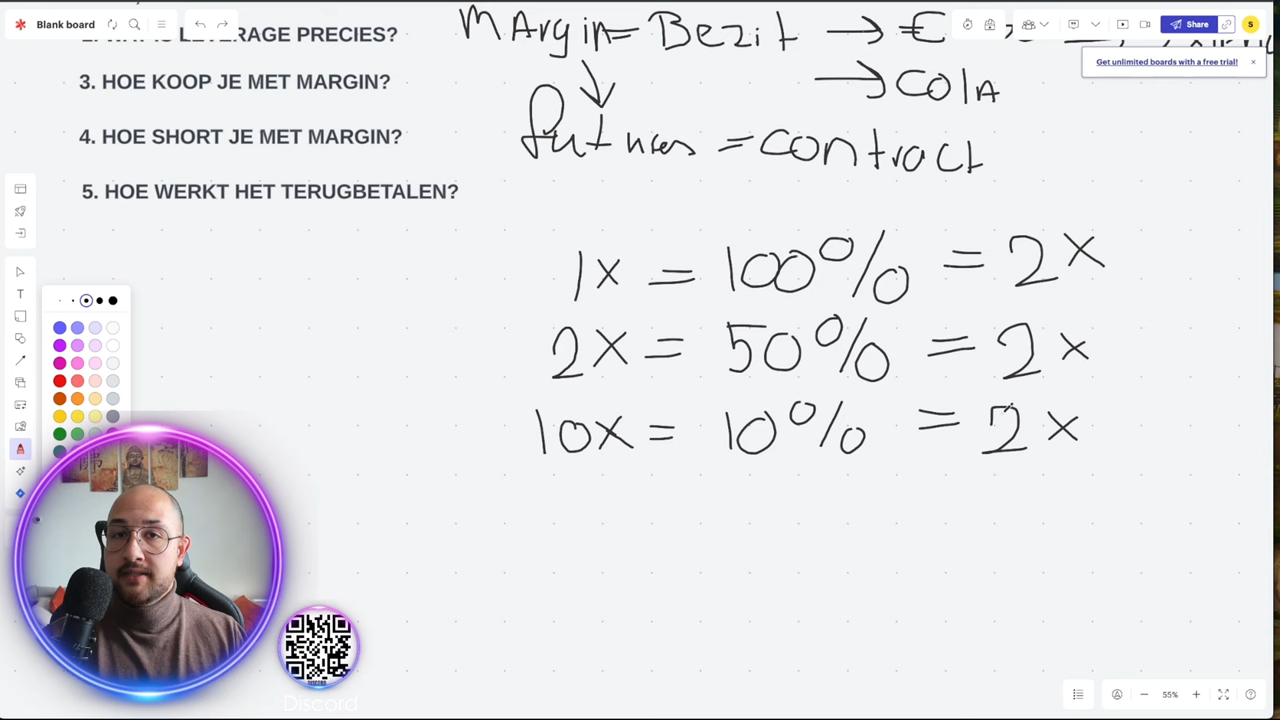 Blank board
Share
S
Get unlimited boards with a free trial!
LEVERAGE PRECIES?
3. HOE KOOP JE MET MARGIN?
4. HOE SHORT JE MET MARGIN?
5. HOE WERKT HET TERUGBETALEN?
MArgin = Bezit → €
→ ColA
futures = contract
1x = 100% = 2x
2x = 50% = 2x
10x = 10% = 2x
Discord
55%